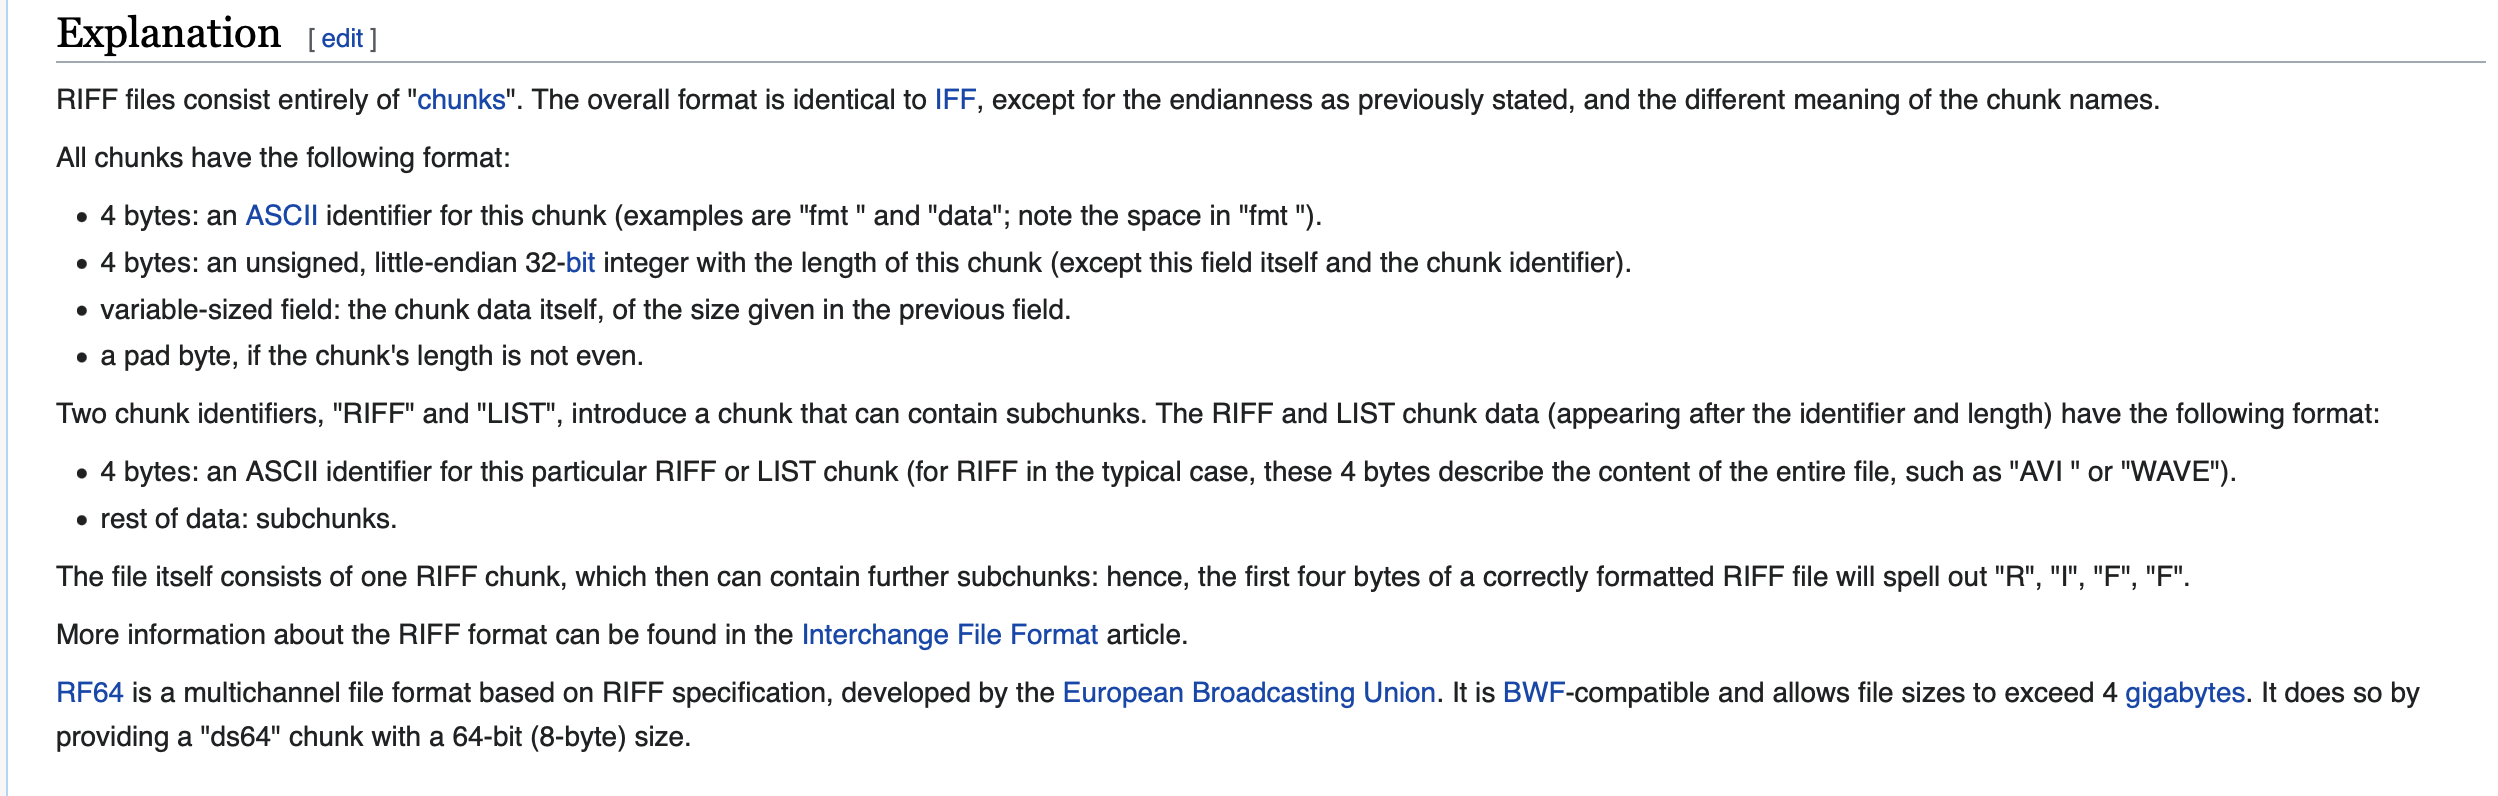 Explanation [ edit ]
RIFF files consist entirely of "chunks". The overall format is identical to IFF, except for the endianness as previously stated, and the different meaning of the chunk names.
All chunks have the following format:
• 4 bytes: an ASCII identifier for this chunk (examples are "fmt " and "data"; note the space in "fmt ").
• 4 bytes: an unsigned, little-endian 32-bit integer with the length of this chunk (except this field itself and the chunk identifier).
• variable-sized field: the chunk data itself, of the size given in the previous field.
• a pad byte, if the chunk's length is not even.
Two chunk identifiers, "RIFF" and "LIST", introduce a chunk that can contain subchunks. The RIFF and LIST chunk data (appearing after the identifier and length) have the following format:
• 4 bytes: an ASCII identifier for this particular RIFF or LIST chunk (for RIFF in the typical case, these 4 bytes describe the content of the entire file, such as "AVI " or "WAVE").
• rest of data: subchunks.
The file itself consists of one RIFF chunk, which then can contain further subchunks: hence, the first four bytes of a correctly formatted RIFF file will spell out "R", "I", "F", "F".
More information about the RIFF format can be found in the Interchange File Format article.
RF64 is a multichannel file format based on RIFF specification, developed by the European Broadcasting Union. It is BWF-compatible and allows file sizes to exceed 4 gigabytes. It does so by
providing a "ds64" chunk with a 64-bit (8-byte) size.